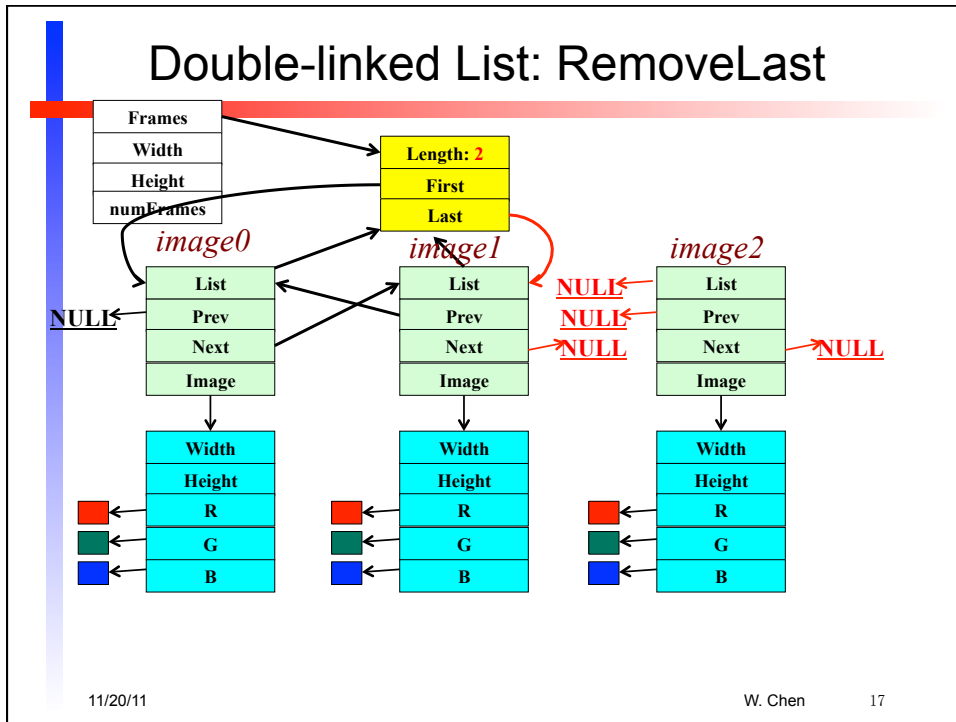 Double-linked List: RemoveLast
Frames
Width
Height
numFrames
Length: 2
First
Last
image0
image1
image2
List
Prev
Next
Image
NULL
List
Prev
Next
Image
NULL
List
Prev
Next
Image
NULL
NULL
NULL
Width
Height
R
G
B
Width
Height
R
G
B
Width
Height
R
G
B
11/20/11
W. Chen
17